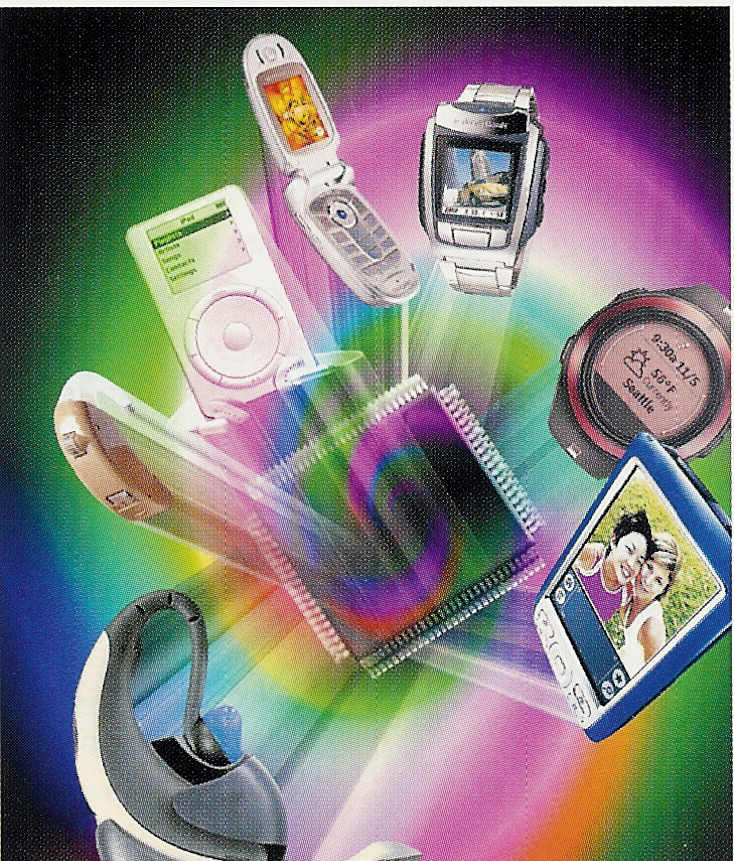 iPod
Playlists
Artists
Songs
Contacts
Settings
9:30a 11/5
55°F
Currently
Seattle